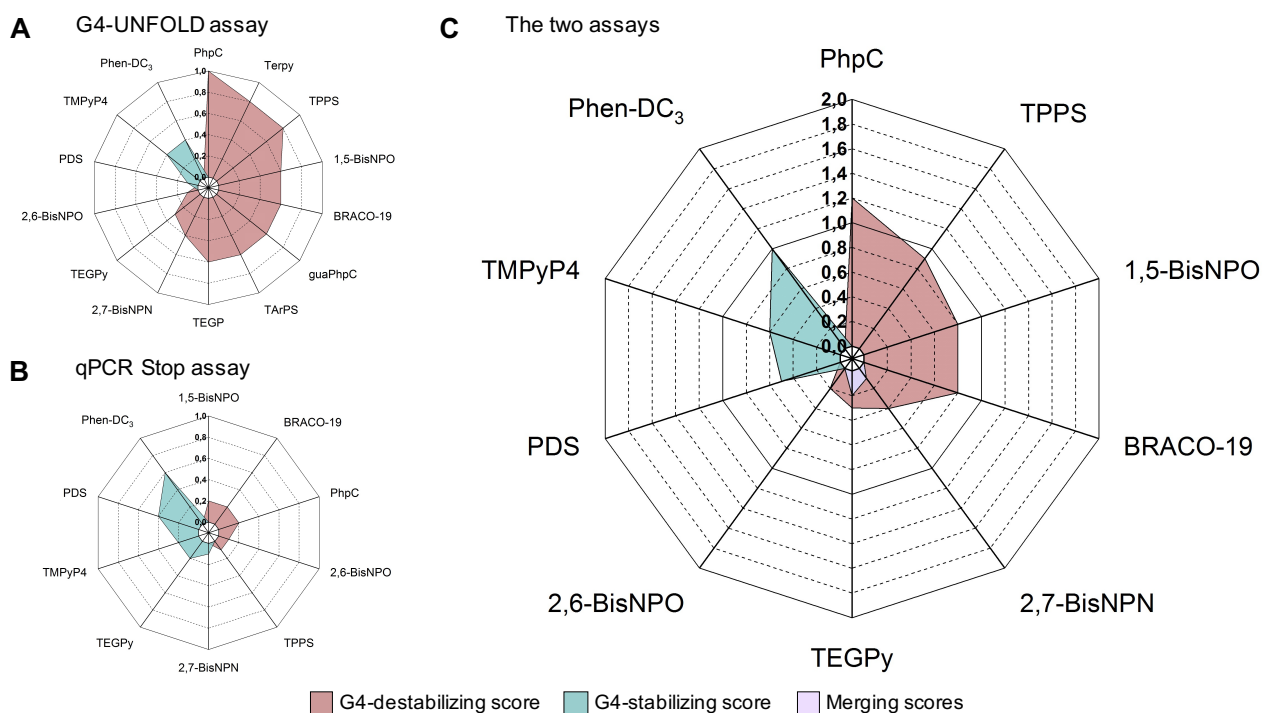 A
G4-UNFOLD assay
PhpC
Terpy
TPPS
1,5-BisNPO
BRACO-19
guaPhpC
TArPS
TEGP
2,7-BisNPN
TEGPy
2,6-BisNPO
PDS
TMPyP4
Phen-DC3
1,0
0,8
0,6
0,4
0,2
0,0
B
qPCR Stop assay
1,5-BisNPO
BRACO-19
PhpC
2,6-BisNPO
TPPS
2,7-BisNPN
TEGPy
TMPyP4
PDS
Phen-DC3
1,0
0,8
0,6
0,4
0,2
0,0
C
The two assays
PhpC
TPPS
1,5-BisNPO
BRACO-19
2,7-BisNPN
TEGPy
2,6-BisNPO
PDS
TMPyP4
Phen-DC3
2,0
1,8
1,6
1,4
1,2
1,0
0,8
0,6
0,4
0,2
0,0
G4-destabilizing score
G4-stabilizing score
Merging scores